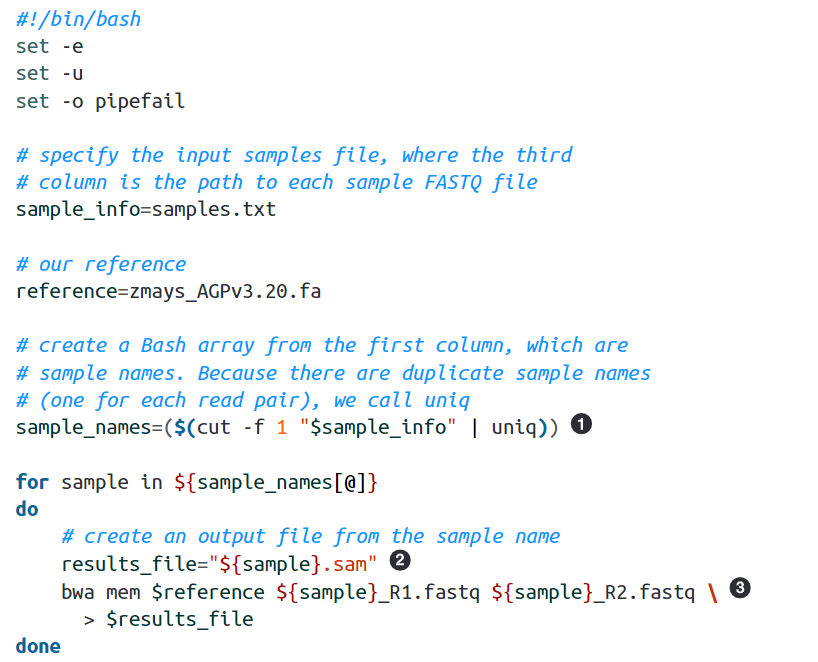 #!/bin/bash
set -e
set -u
set -o pipefail

# specify the input samples file, where the third
# column is the path to each sample FASTQ file
sample_info=samples.txt

# our reference
reference=zmays_AGPv3.20.fa

# create a Bash array from the first column, which are
# sample names. Because there are duplicate sample names
# (one for each read pair), we call uniq
sample_names=($(cut -f 1 "$sample_info" | uniq)) ❶

for sample in ${sample_names[@]}
do
    # create an output file from the sample name
    results_file="${sample}.sam" ❷
    bwa mem $reference ${sample}_R1.fastq ${sample}_R2.fastq \ ❸
      > $results_file
done